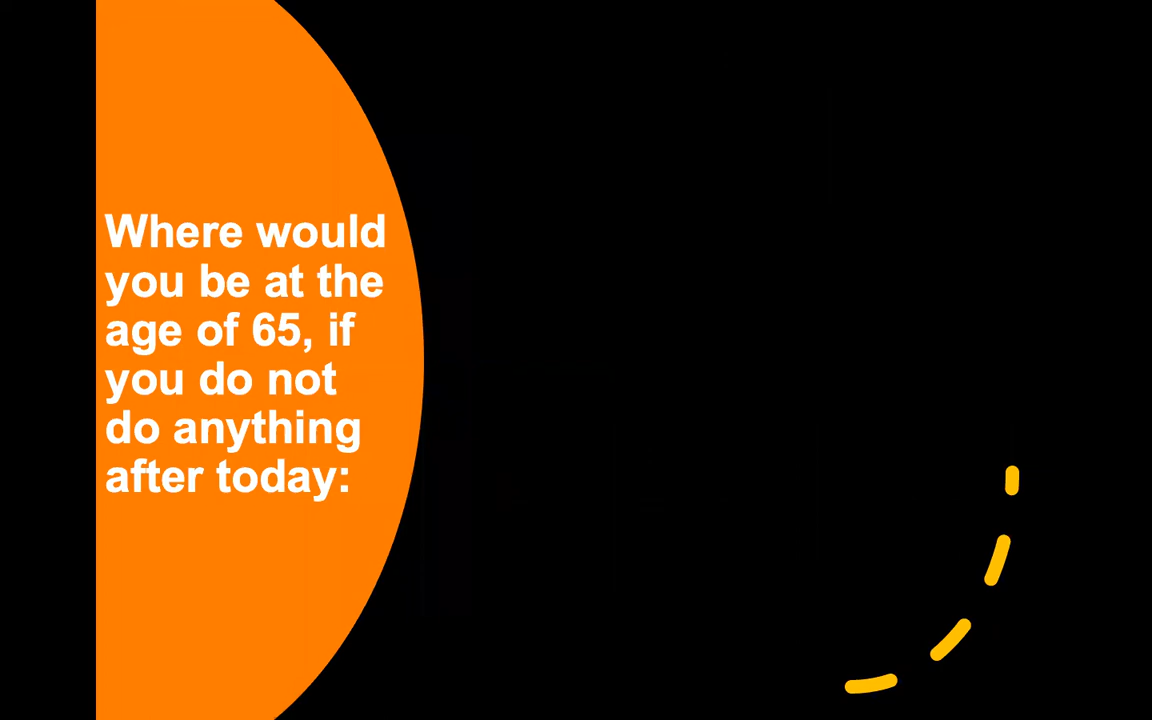 Where would
you be at the
age of 65, if
you do not
do anything
after today: